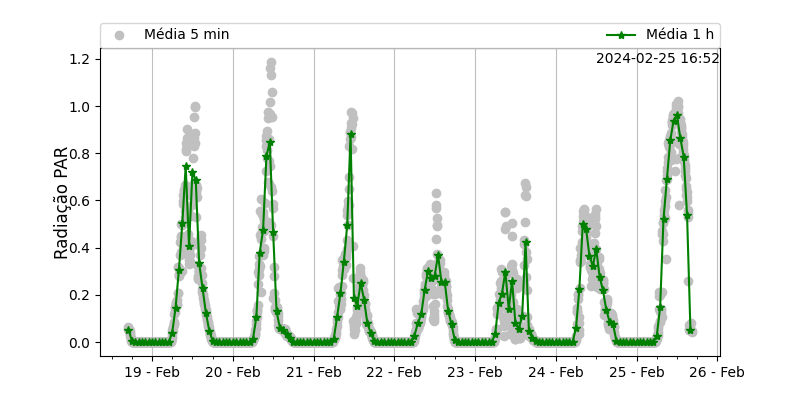 Média 5 min
Média 1 h
2024-02-25 16:52
Radiação PAR
1.2
1.0
0.8
0.6
0.4
0.2
0.0
19 - Feb
20 - Feb
21 - Feb
22 - Feb
23 - Feb
24 - Feb
25 - Feb
26 - Feb